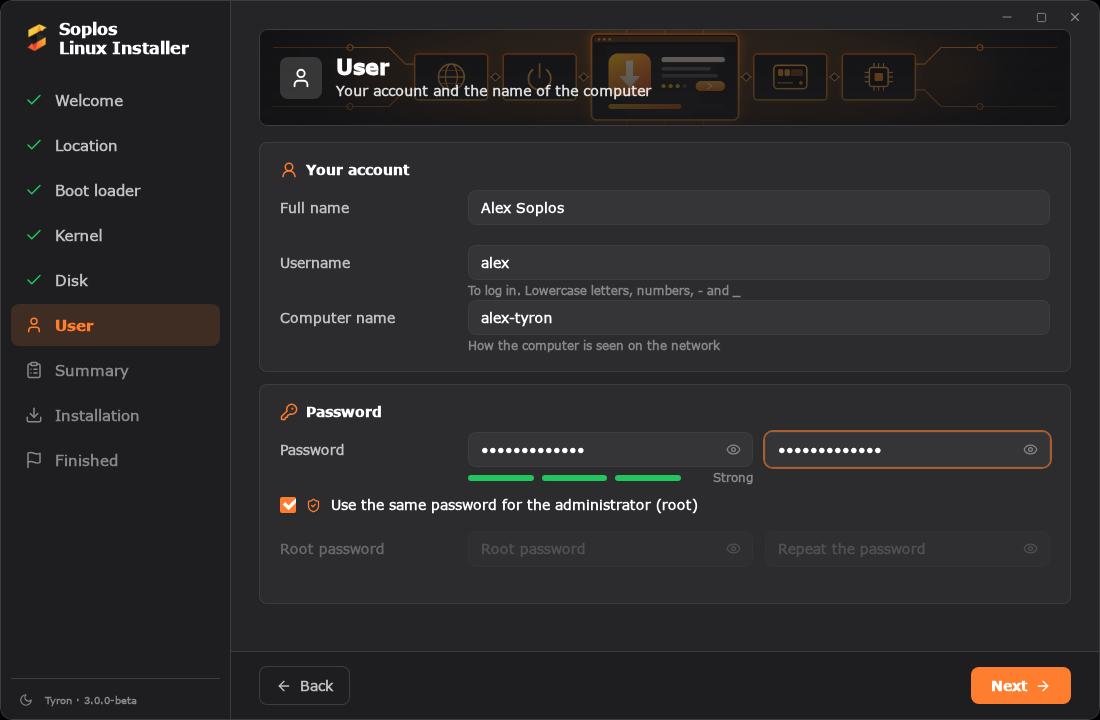 Soplos
Linux Installer
Welcome
Location
Boot loader
Kernel
Disk
User
Summary
Installation
Finished
Tyron · 3.0.0-beta
User
Your account and the name of the computer
Your account
Full name
Alex Soplos
Username
alex
To log in. Lowercase letters, numbers, - and _
Computer name
alex-tyron
How the computer is seen on the network
Password
Password
•••••••••••••
•••••••••••••
Strong
Use the same password for the administrator (root)
Root password
Root password
Repeat the password
Back
Next